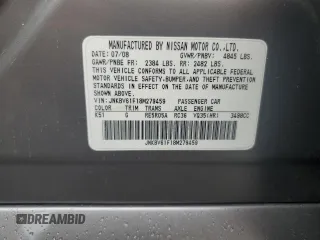 MANUFACTURED BY NISSAN MOTOR CO.,LTD.
DATE: 07/08 GVWR/PNBV: 4845 LBS.
GAWR/PNBE FR: 2384 LBS. RR: 2482 LBS.
THIS VEHICLE CONFORMS TO ALL APPLICABLE FEDERAL
MOTOR VEHICLE SAFETY,BUMPER,AND THEFT PREVENTION
STANDARDS IN EFFECT ON THE DATE OF MANUFACTURE
SHOWN ABOVE.
VIN: JNKBV61F18M279459 PASSENGER CAR
COLOR TRIM TRANS AXLE ENGINE
K51 G RE5R05A RC36 VQ35(HR) 3498CC
JNKBV61F18M279459
© SOLDAMERICA